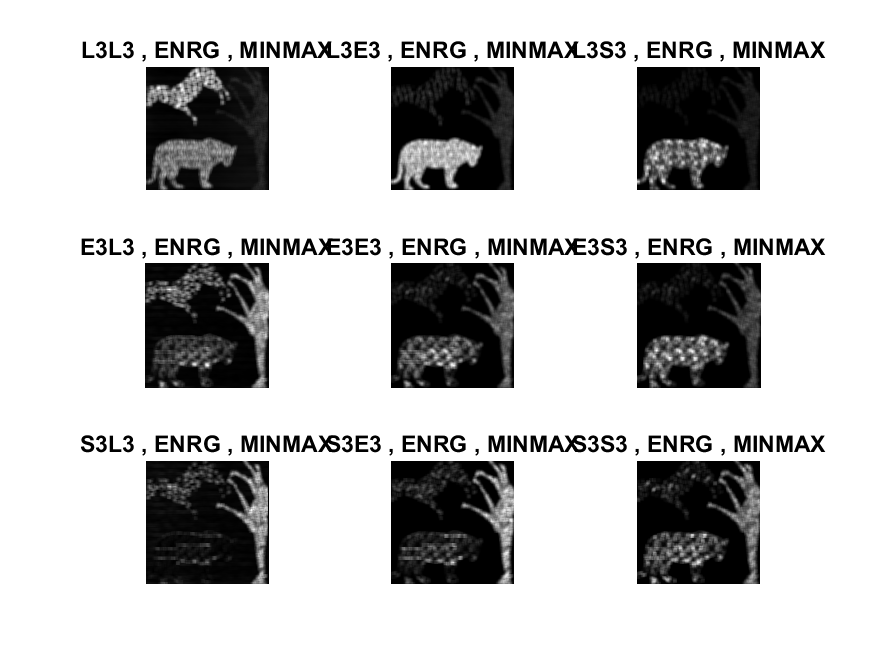 L3L3 , ENRG , MINMAX L3E3 , ENRG , MINMAX L3S3 , ENRG , MINMAX
E3L3 , ENRG , MINMAX E3E3 , ENRG , MINMAX E3S3 , ENRG , MINMAX
S3L3 , ENRG , MINMAX S3E3 , ENRG , MINMAX S3S3 , ENRG , MINMAX